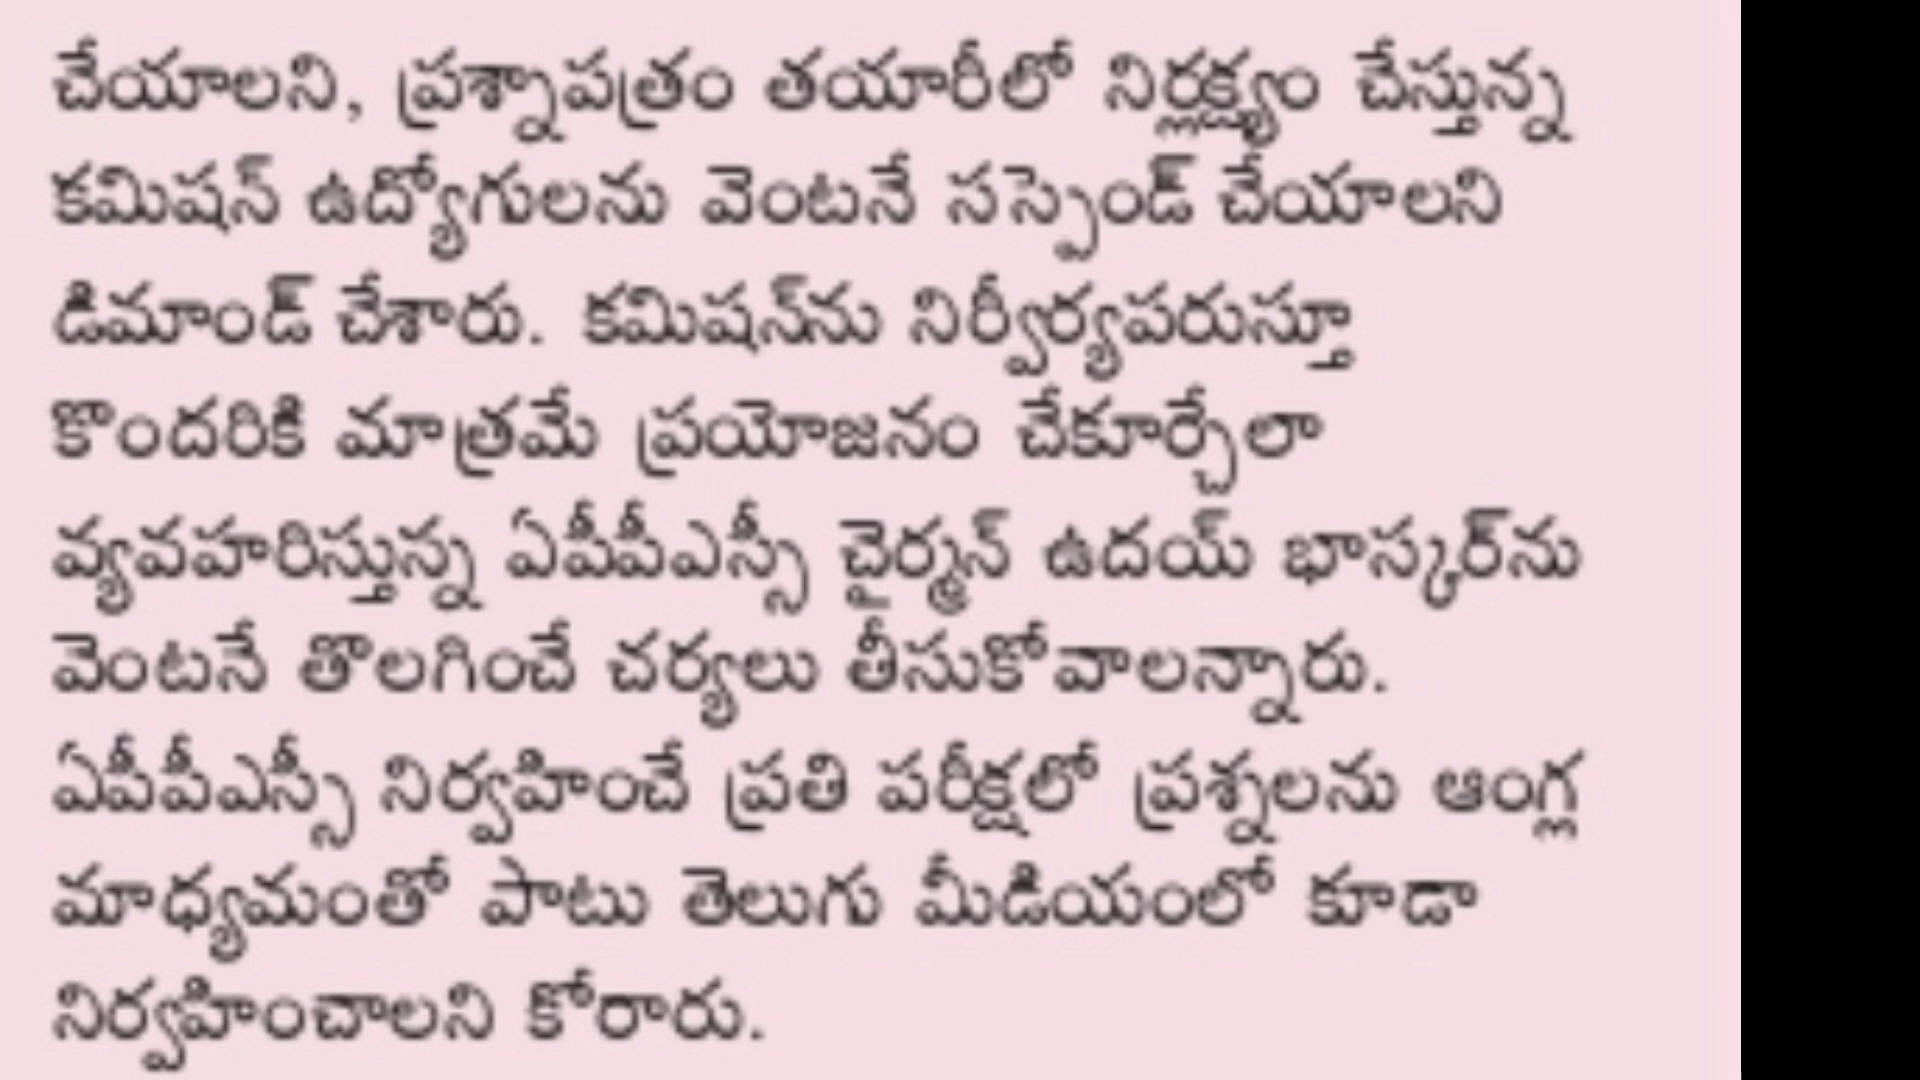 చేయాలని, ప్రశ్నాపత్రం తయారీలో నిర్లక్ష్యం చేస్తున్న
కమిషన్ ఉద్యోగులను వెంటనే సస్పెండ్ చేయాలని
డిమాండ్ చేశారు. కమిషన్‌ను నిర్వీర్యపరుస్తూ
కొందరికి మాత్రమే ప్రయోజనం చేకూర్చేలా
వ్యవహరిస్తున్న ఏపీపీఎస్సీ చైర్మన్ ఉదయ్ భాస్కర్‌ను
వెంటనే తొలగించే చర్యలు తీసుకోవాలన్నారు.
ఏపీపీఎస్సీ నిర్వహించే ప్రతి పరీక్షలో ప్రశ్నలను ఆంగ్ల
మాధ్యమంతో పాటు తెలుగు మీడియంలో కూడా
నిర్వహించాలని కోరారు.